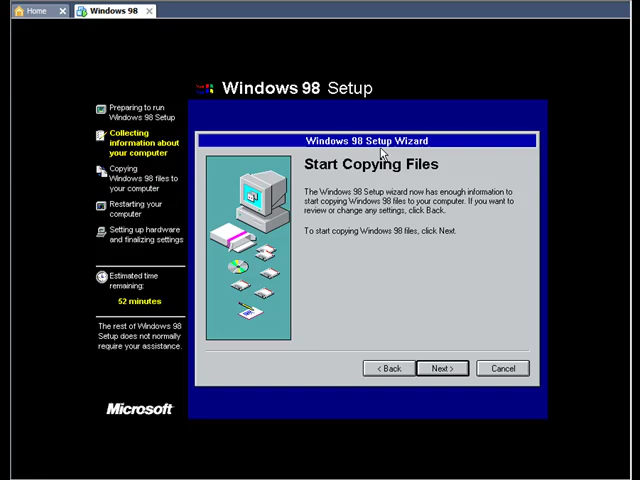 Home
Windows 98
Windows 98 Setup
Preparing to run
Windows 98 Setup
Collecting
information about
your computer
Copying
Windows 98 files to
your computer
Restarting your
computer
Setting up hardware
and finalizing settings
Estimated time
remaining:
52 minutes
The rest of Windows 98
Setup does not normally
require your assistance.
Microsoft
Windows 98 Setup Wizard
Start Copying Files
The Windows 98 Setup wizard now has enough information to
start copying Windows 98 files to your computer. If you want to
review or change any settings, click Back.
To start copying Windows 98 files, click Next.
< Back
Next >
Cancel